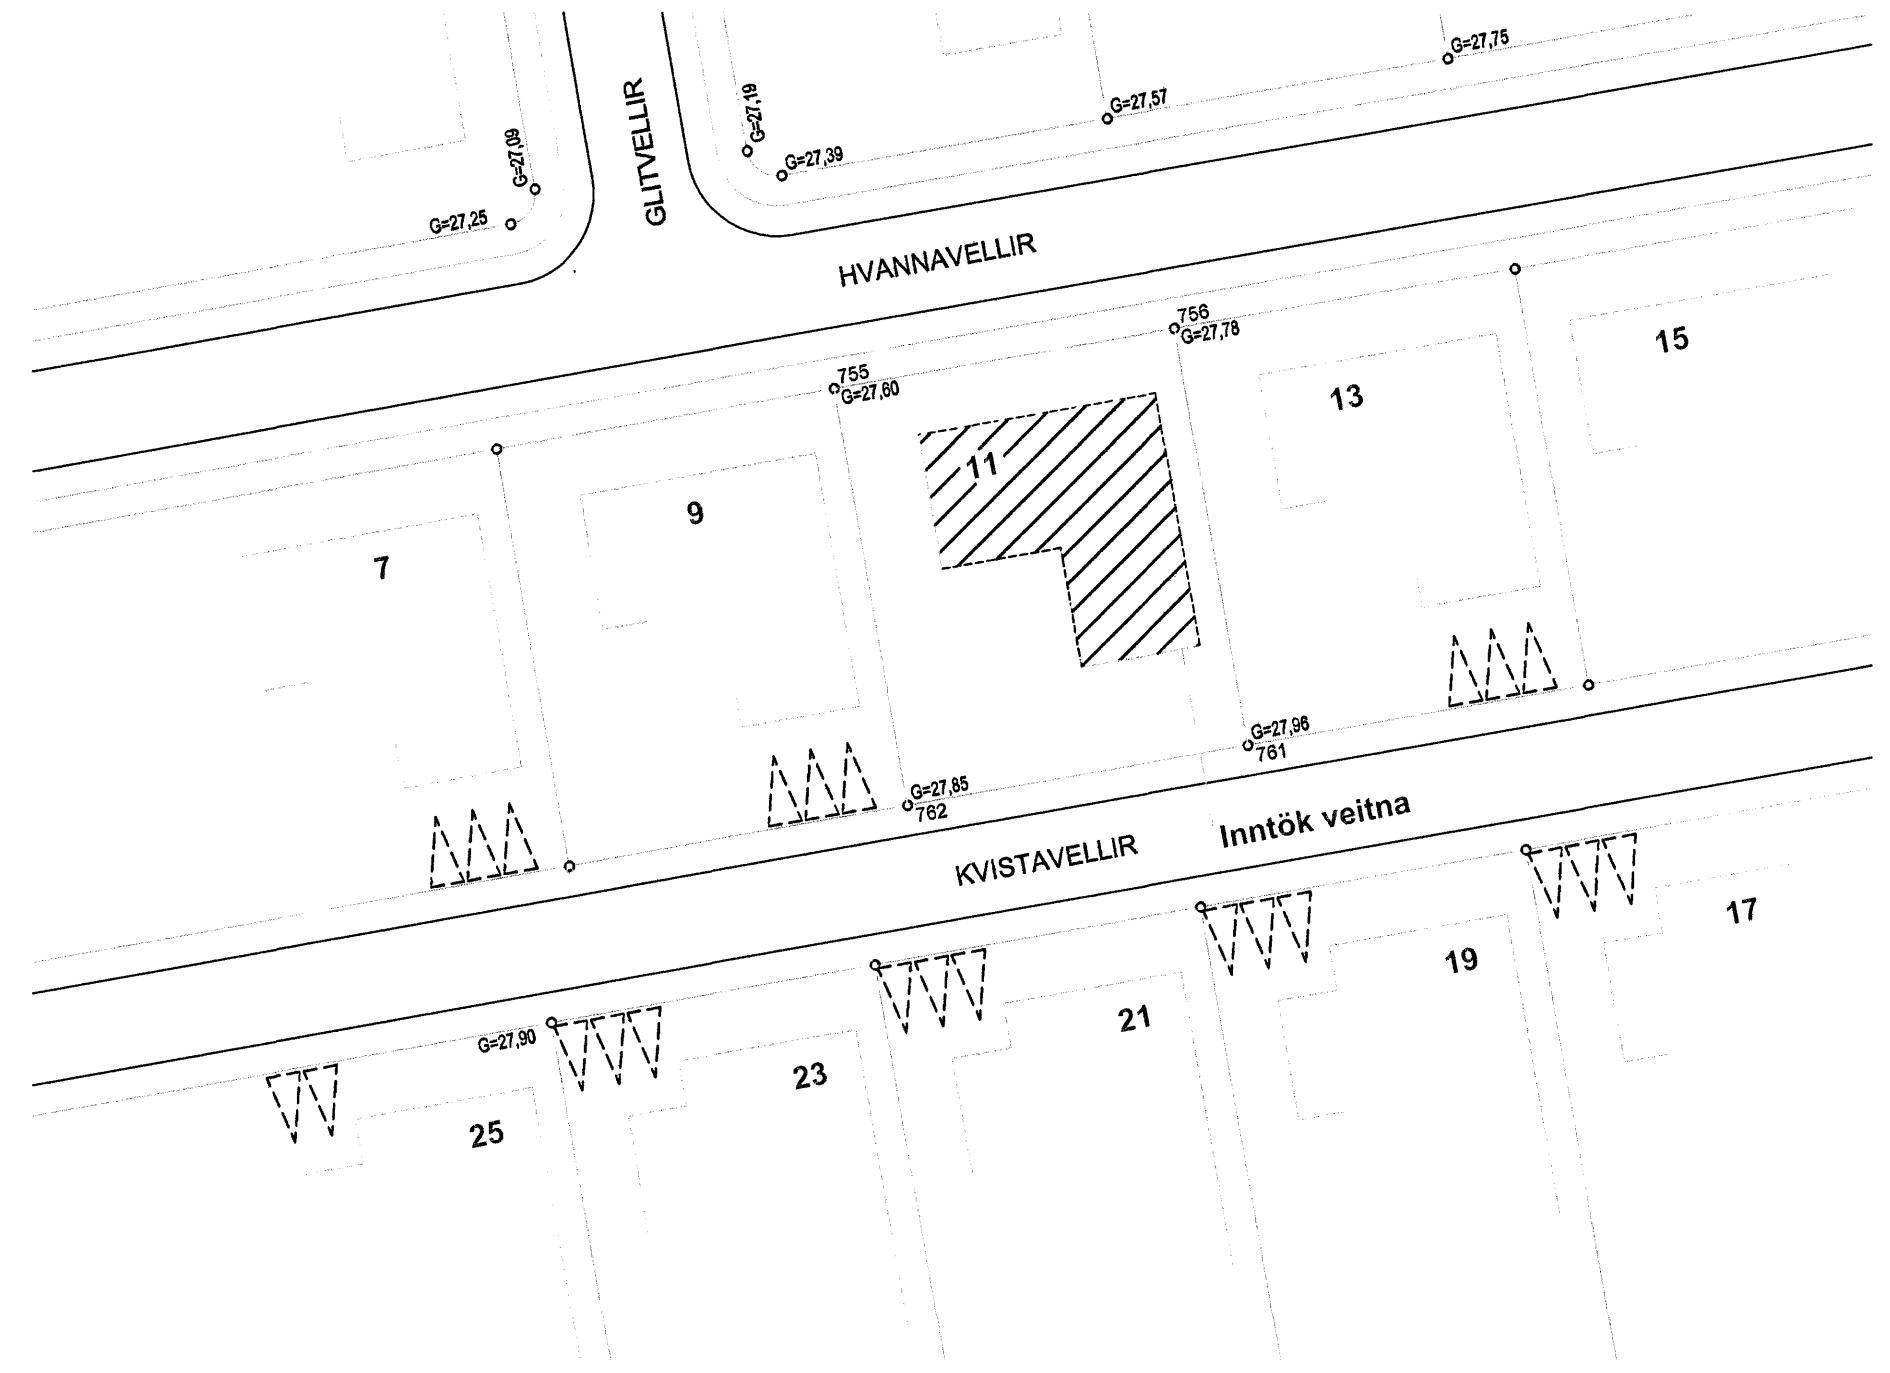 G=27,75
G=27,57
G=27,19
G=27,39
G=27,09
G=27,25
GLITVELLIR
HVANNAVELLIR
756
G=27,78
15
755
G=27,60
13
11
9
7
G=27,96
761
G=27,85
762
Inntök veitna
KVISTAVELLIR
17
19
21
G=27,90
23
25